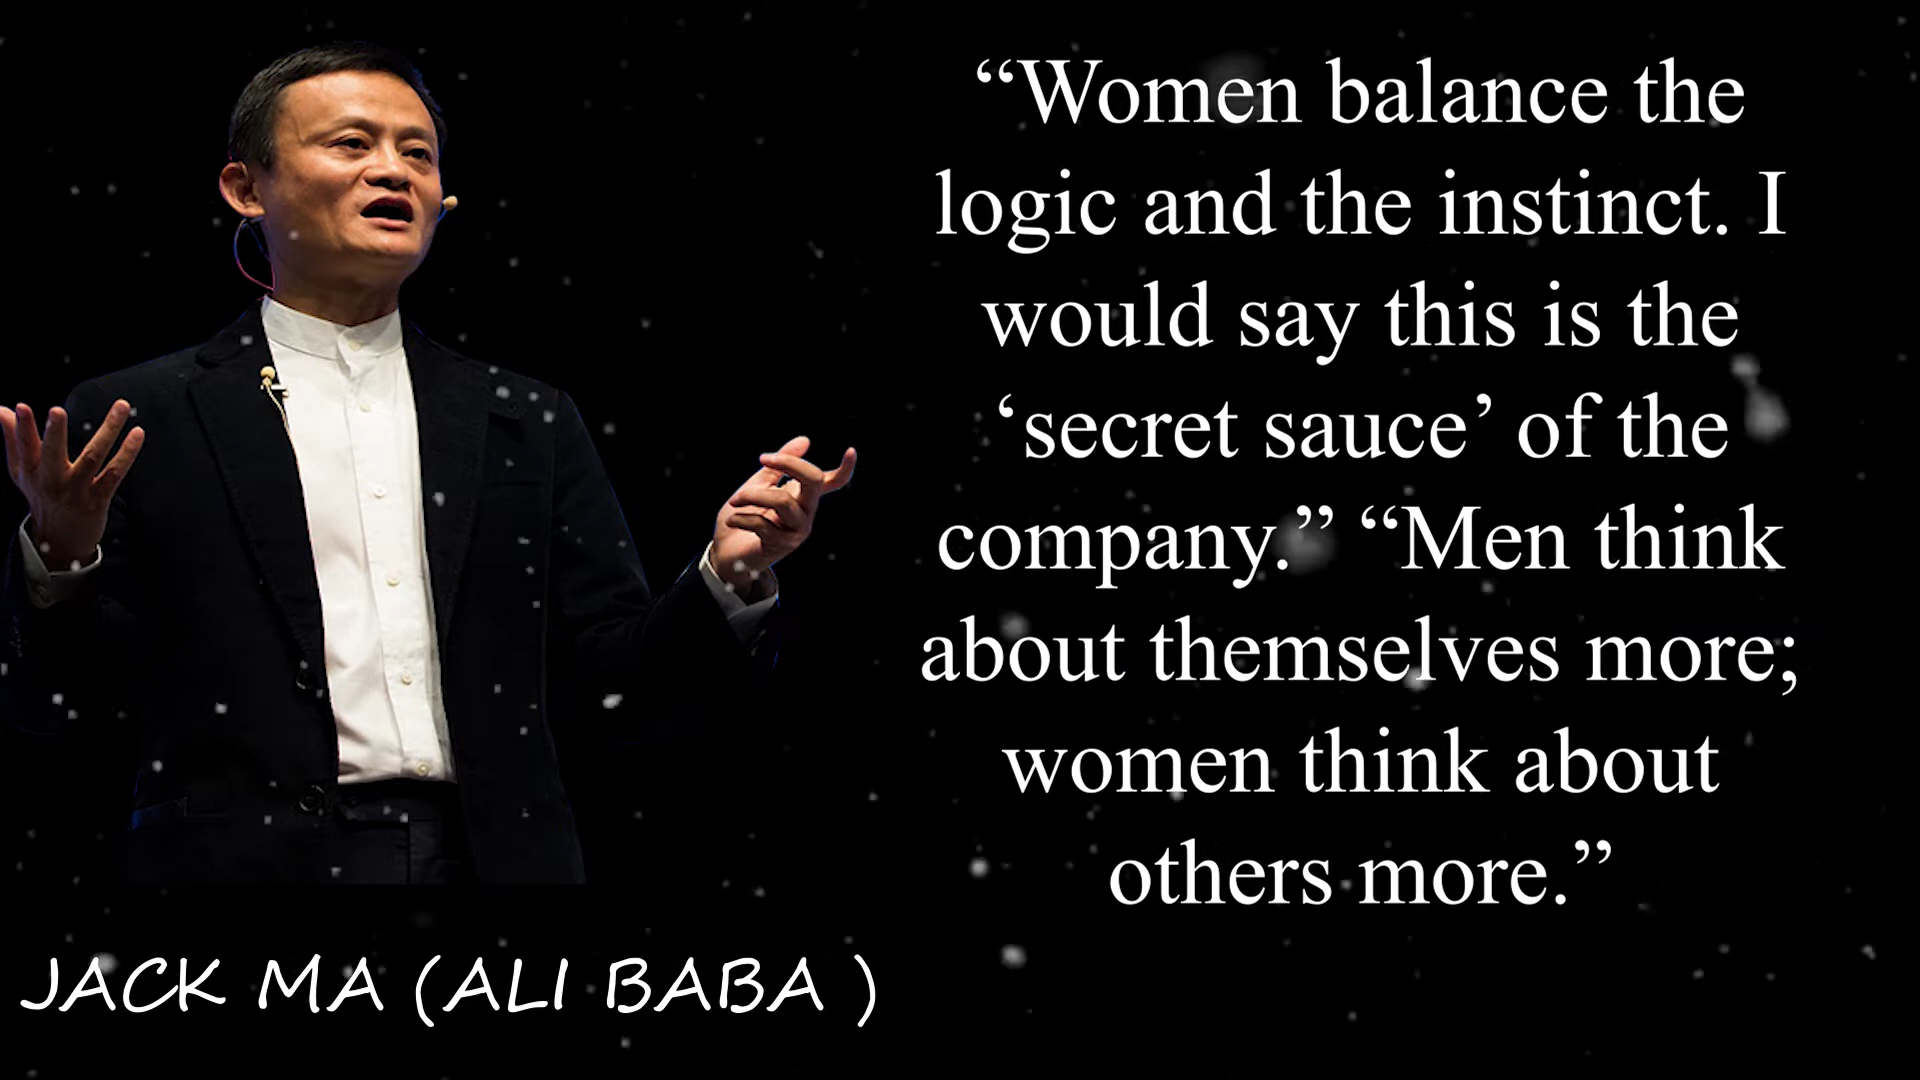 “Women balance the
logic and the instinct. I
would say this is the
‘secret sauce’ of the
company.” “Men think
about themselves more;
women think about
others more.”
JACK MA (ALI BABA )